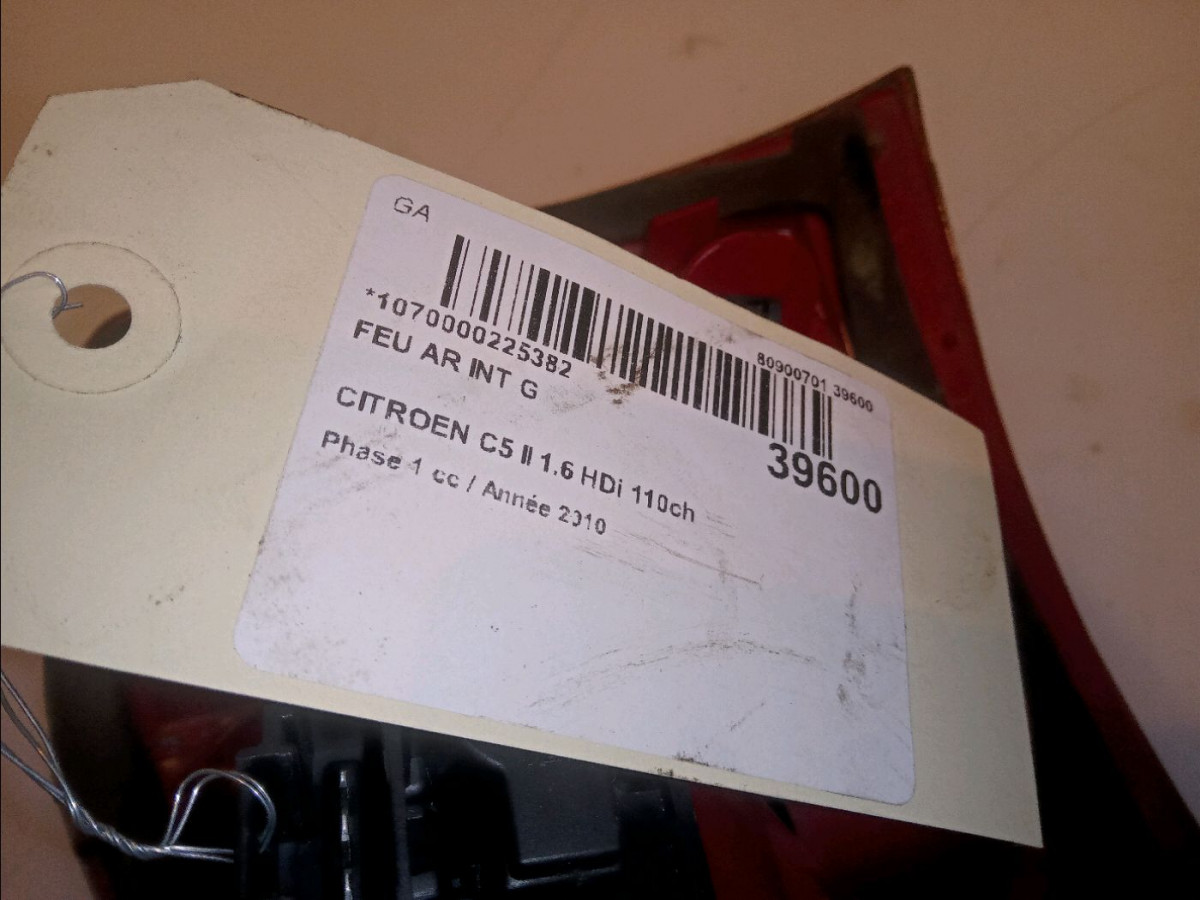 GA
*1070000225382
80900701 39600
FEU AR INT G
39600
CITROEN C5 II 1.6 HDi 110ch
Phase 1 cc / Année 2010